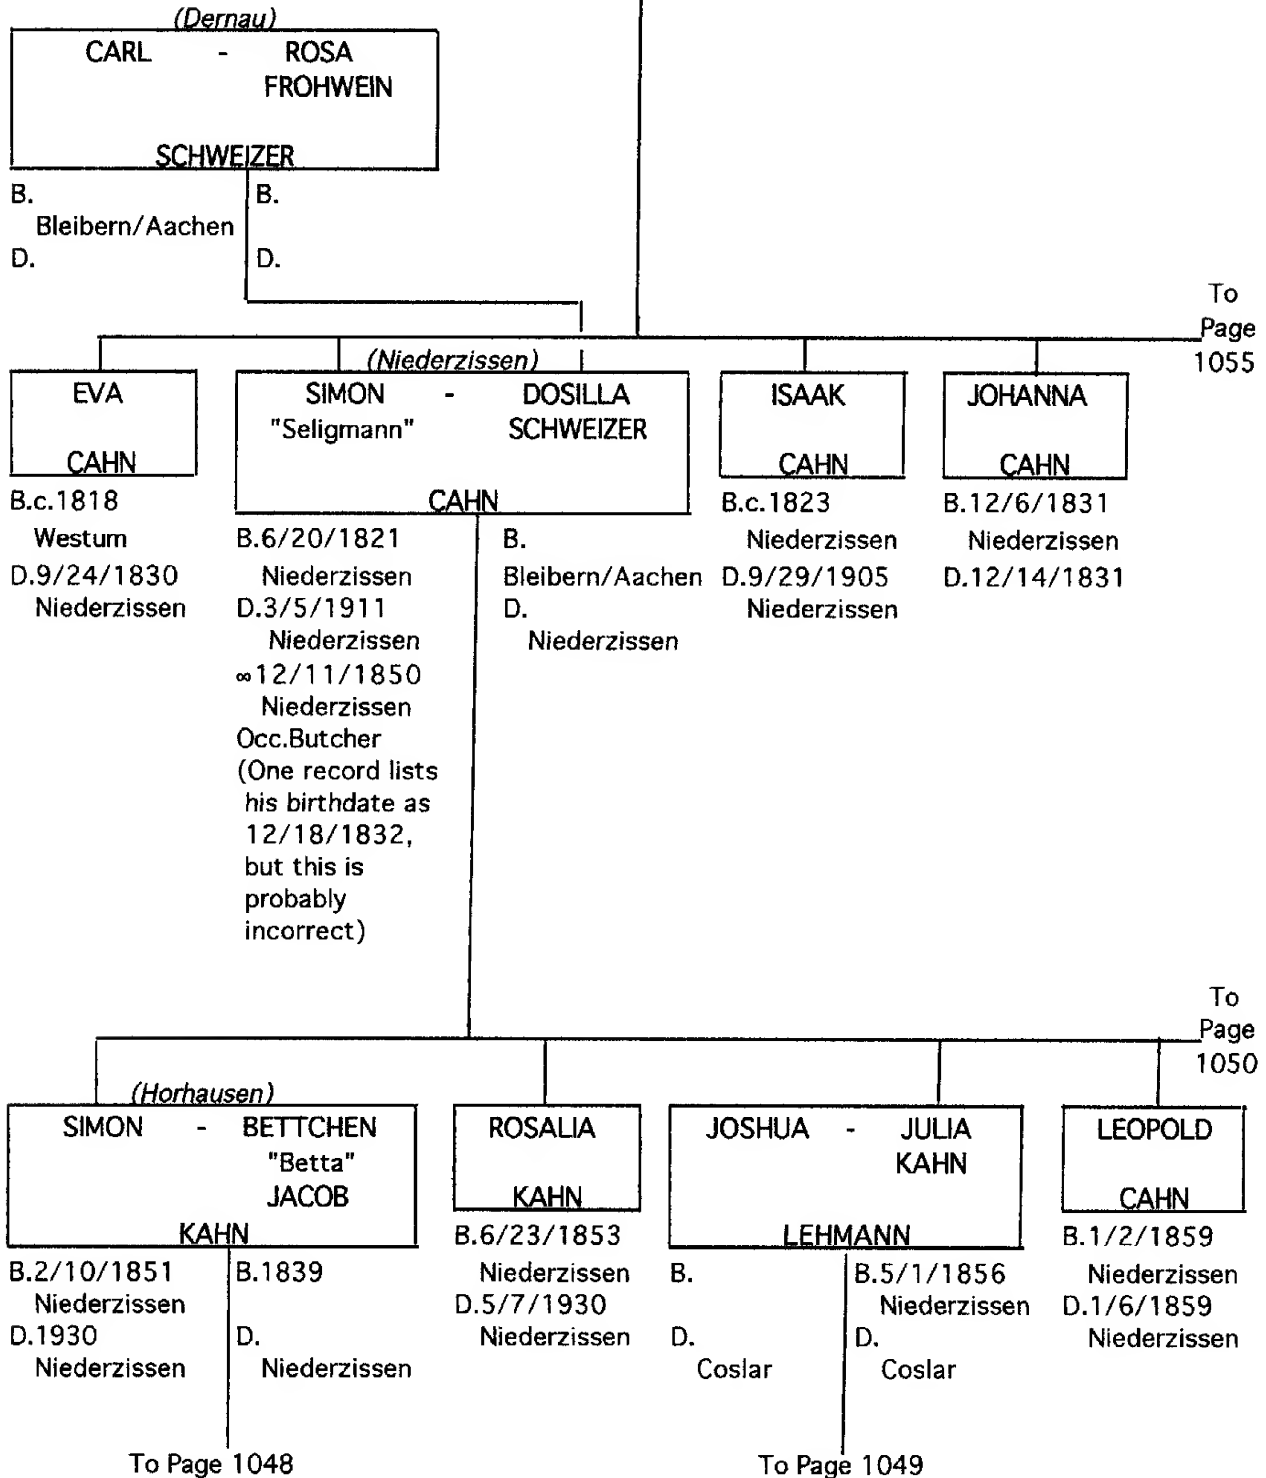 (Dernau)
CARL - ROSA
FROHWEIN
SCHWEIZER
B.
Bleibern/Aachen
D.
B.
D.
To
Page
1055
EVA
CAHN
B.c.1818
Westum
D.9/24/1830
Niederzissen
(Niederzissen)
SIMON - DOSILLA
"Seligmann" SCHWEIZER
CAHN
B.6/20/1821
Niederzissen
D.3/5/1911
Niederzissen
∞12/11/1850
Niederzissen
Occ.Butcher
(One record lists
his birthdate as
12/18/1832,
but this is
probably
incorrect)
B.
Bleibern/Aachen
D.
Niederzissen
ISAAK
CAHN
B.c.1823
Niederzissen
D.9/29/1905
Niederzissen
JOHANNA
CAHN
B.12/6/1831
Niederzissen
D.12/14/1831
To
Page
1050
(Horhausen)
SIMON - BETTCHEN
"Betta"
JACOB
KAHN
B.2/10/1851
Niederzissen
D.1930
Niederzissen
B.1839
D.
Niederzissen
To Page 1048
ROSALIA
KAHN
B.6/23/1853
Niederzissen
D.5/7/1930
Niederzissen
JOSHUA - JULIA
KAHN
LEHMANN
B.
D.
Coslar
B.5/1/1856
Niederzissen
D.
Coslar
To Page 1049
LEOPOLD
CAHN
B.1/2/1859
Niederzissen
D.1/6/1859
Niederzissen